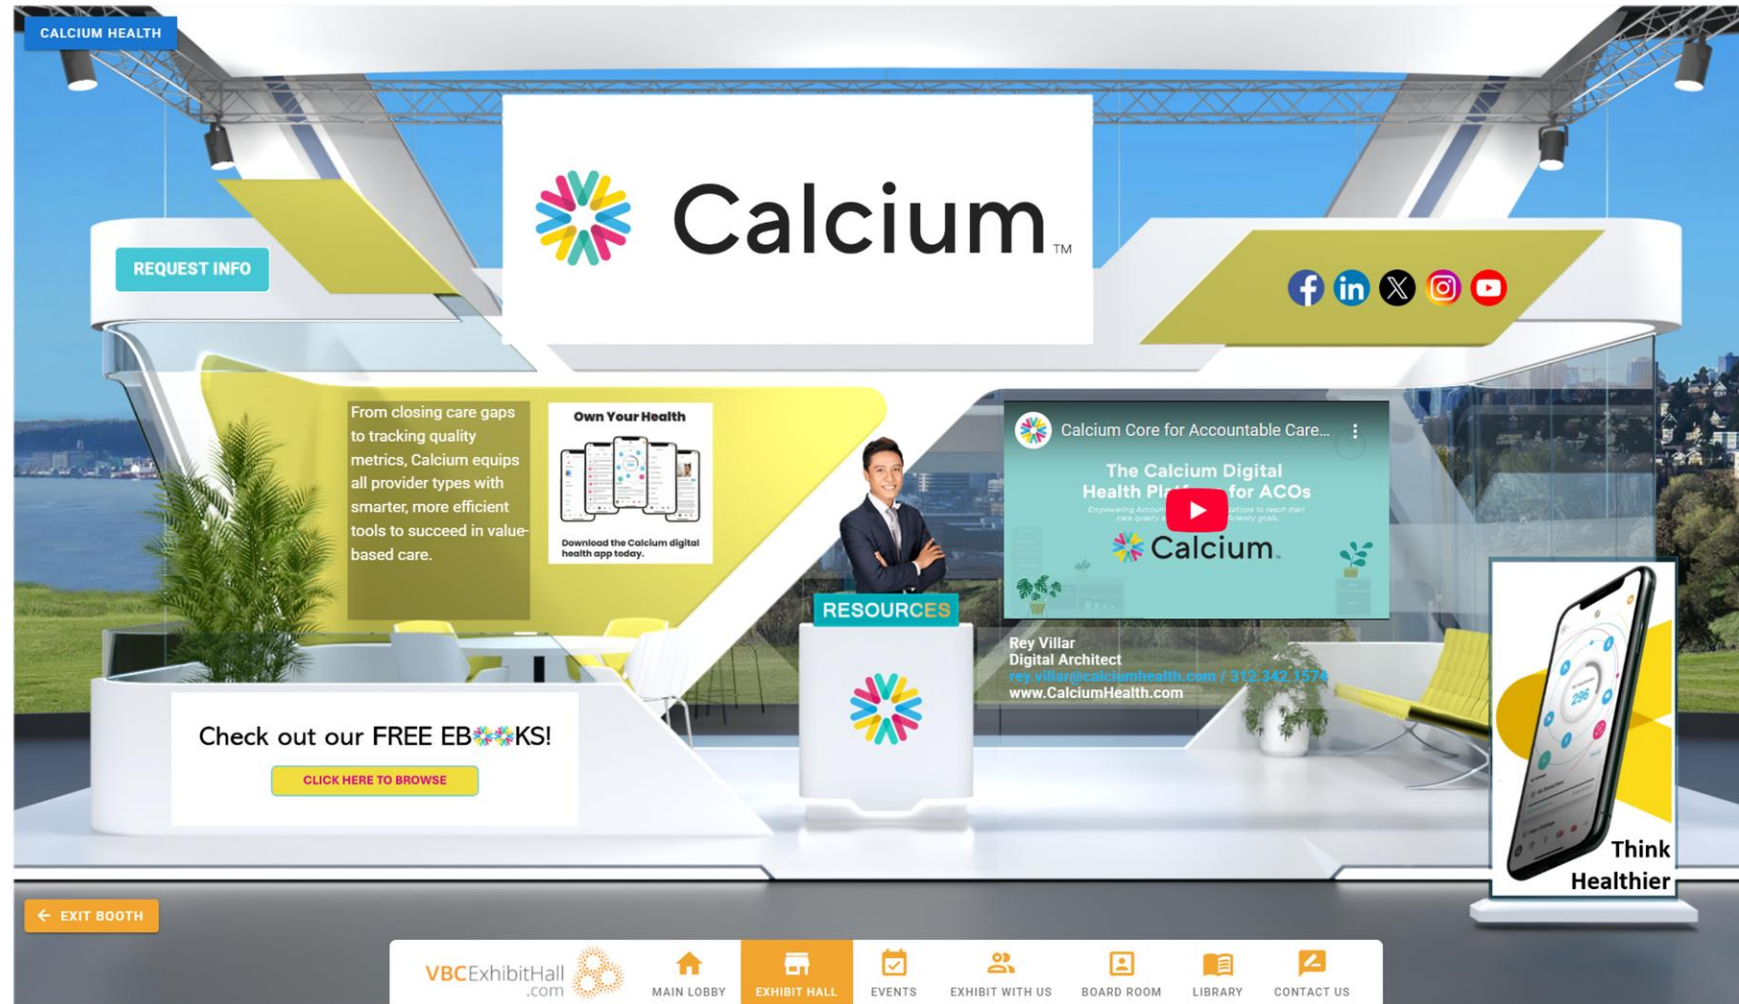 CALCIUM HEALTH
Calcium
TM
REQUEST INFO
From closing care gaps
to tracking quality
metrics, Calcium equips
all provider types with
smarter, more efficient
tools to succeed in value-
based care.
Own Your Health
Download the Calcium digital
health app today.
Calcium Core for Accountable Care...
The Calcium Digital
Health for ACOs
Calcium
RESOURCES
Rey Villar
Digital Architect
rey.villar@calciumhealth.com / 312.342.1574
www.CalciumHealth.com
Check out our FREE EBOOKS!
CLICK HERE TO BROWSE
296
Think
Healthier
EXIT BOOTH
VBCExhibitHall
.com
MAIN LOBBY
EXHIBIT HALL
EVENTS
EXHIBIT WITH US
BOARD ROOM
LIBRARY
CONTACT US